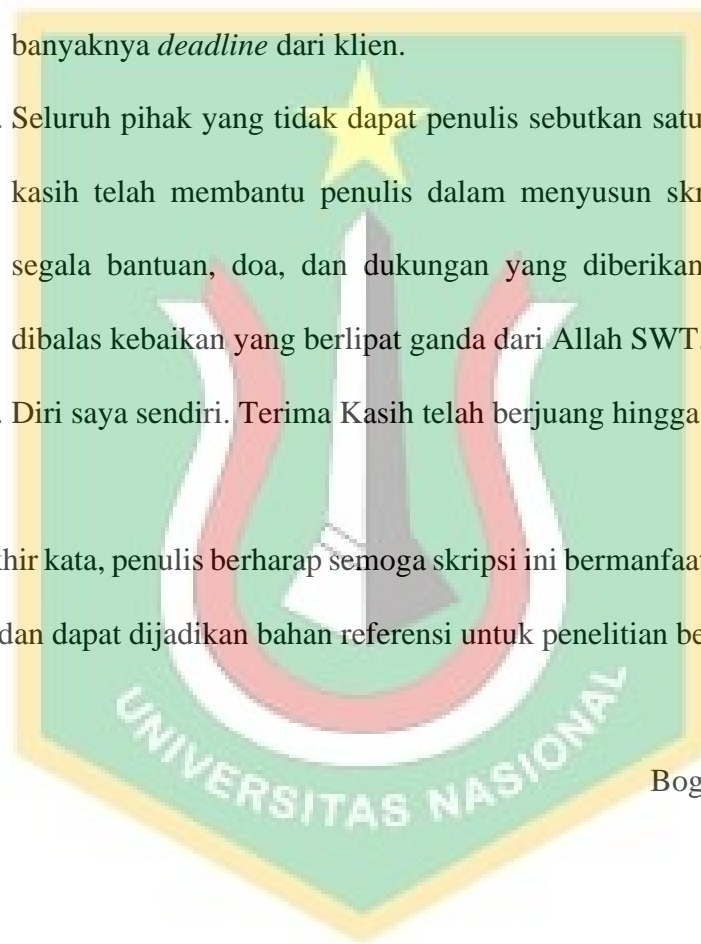 banyaknya deadline dari klien.
. Seluruh pihak yang tidak dapat penulis sebutkan satu
kasih telah membantu penulis dalam menyusun skr
segala bantuan, doa, dan dukungan yang diberikan
dibalas kebaikan yang berlipat ganda dari Allah SWT.
. Diri saya sendiri. Terima Kasih telah berjuang hingga
hir kata, penulis berharap semoga skripsi ini bermanfaat
dan dapat dijadikan bahan referensi untuk penelitian be
Bog
UNIVERSITAS NASIONAL